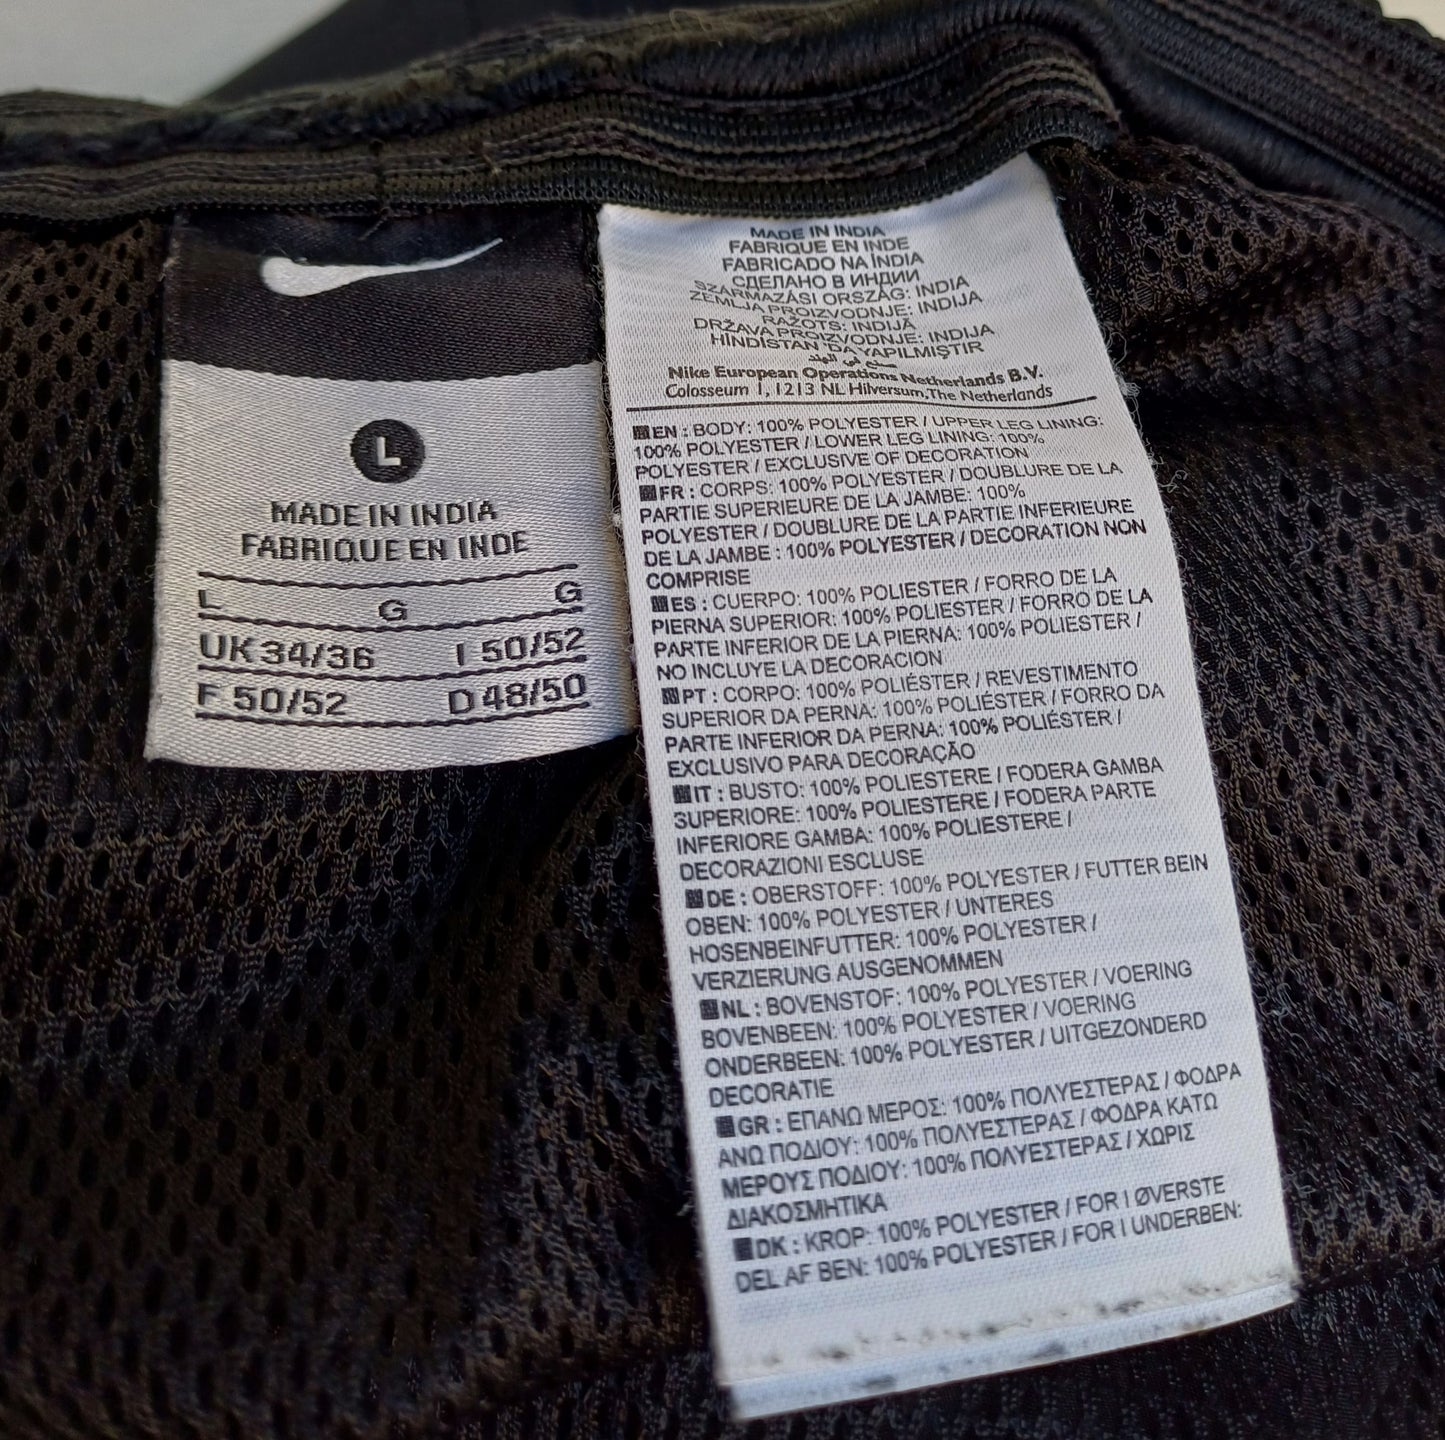 L
MADE IN INDIA
FABRIQUE EN INDE
L G G
UK 34/36 I 50/52
F 50/52 D 48/50
MADE IN INDIA
FABRIQUE EN INDE
FABRICADO NA ÍNDIA
СДЕЛАНО В ИНДИИ
SZÁRMAZÁSI ORSZÁG: INDIA
ZEMLJA PROIZVODNJE: INDIJA
RAŽOTS: INDIJĀ
DRŽAVA PROIZVODNJE: INDIJA
HİNDİSTAN'DA YAPILMIŞTIR
صنع في الهند
Nike European Operations Netherlands B.V.
Colosseum 1, 1213 NL Hilversum, The Netherlands
EN : BODY: 100% POLYESTER / UPPER LEG LINING:
100% POLYESTER / LOWER LEG LINING: 100%
POLYESTER / EXCLUSIVE OF DECORATION
FR : CORPS: 100% POLYESTER / DOUBLURE DE LA
PARTIE SUPERIEURE DE LA JAMBE: 100%
POLYESTER / DOUBLURE DE LA PARTIE INFERIEURE
DE LA JAMBE : 100% POLYESTER / DECORATION NON
COMPRISE
ES : CUERPO: 100% POLIESTER / FORRO DE LA
PIERNA SUPERIOR: 100% POLIESTER / FORRO DE LA
PARTE INFERIOR DE LA PIERNA: 100% POLIESTER /
NO INCLUYE LA DECORACION
PT : CORPO: 100% POLIÉSTER / REVESTIMENTO
SUPERIOR DA PERNA: 100% POLIÉSTER / FORRO DA
PARTE INFERIOR DA PERNA: 100% POLIÉSTER /
EXCLUSIVO PARA DECORAÇÃO
IT : BUSTO: 100% POLIESTERE / FODERA GAMBA
SUPERIORE: 100% POLIESTERE / FODERA PARTE
INFERIORE GAMBA: 100% POLIESTERE /
DECORAZIONI ESCLUSE
DE : OBERSTOFF: 100% POLYESTER / FUTTER BEIN
OBEN: 100% POLYESTER / UNTERES
HOSENBEINFUTTER: 100% POLYESTER /
VERZIERUNG AUSGENOMMEN
NL : BOVENSTOF: 100% POLYESTER / VOERING
BOVENBEEN: 100% POLYESTER / VOERING
ONDERBEEN: 100% POLYESTER / UITGEZONDERD
DECORATIE
GR : ΕΠΑΝΩ ΜΕΡΟΣ: 100% ΠΟΛΥΕΣΤΕΡΑΣ / ΦΟΔΡΑ
ΑΝΩ ΠΟΔΙΟΥ: 100% ΠΟΛΥΕΣΤΕΡΑΣ / ΦΟΔΡΑ ΚΑΤΩ
ΜΕΡΟΥΣ ΠΟΔΙΟΥ: 100% ΠΟΛΥΕΣΤΕΡΑΣ / ΧΩΡΙΣ
ΔΙΑΚΟΣΜΗΤΙΚΑ
DK : KROP: 100% POLYESTER / FOR I ØVERSTE
DEL AF BEN: 100% POLYESTER / FOR I UNDERBEN: